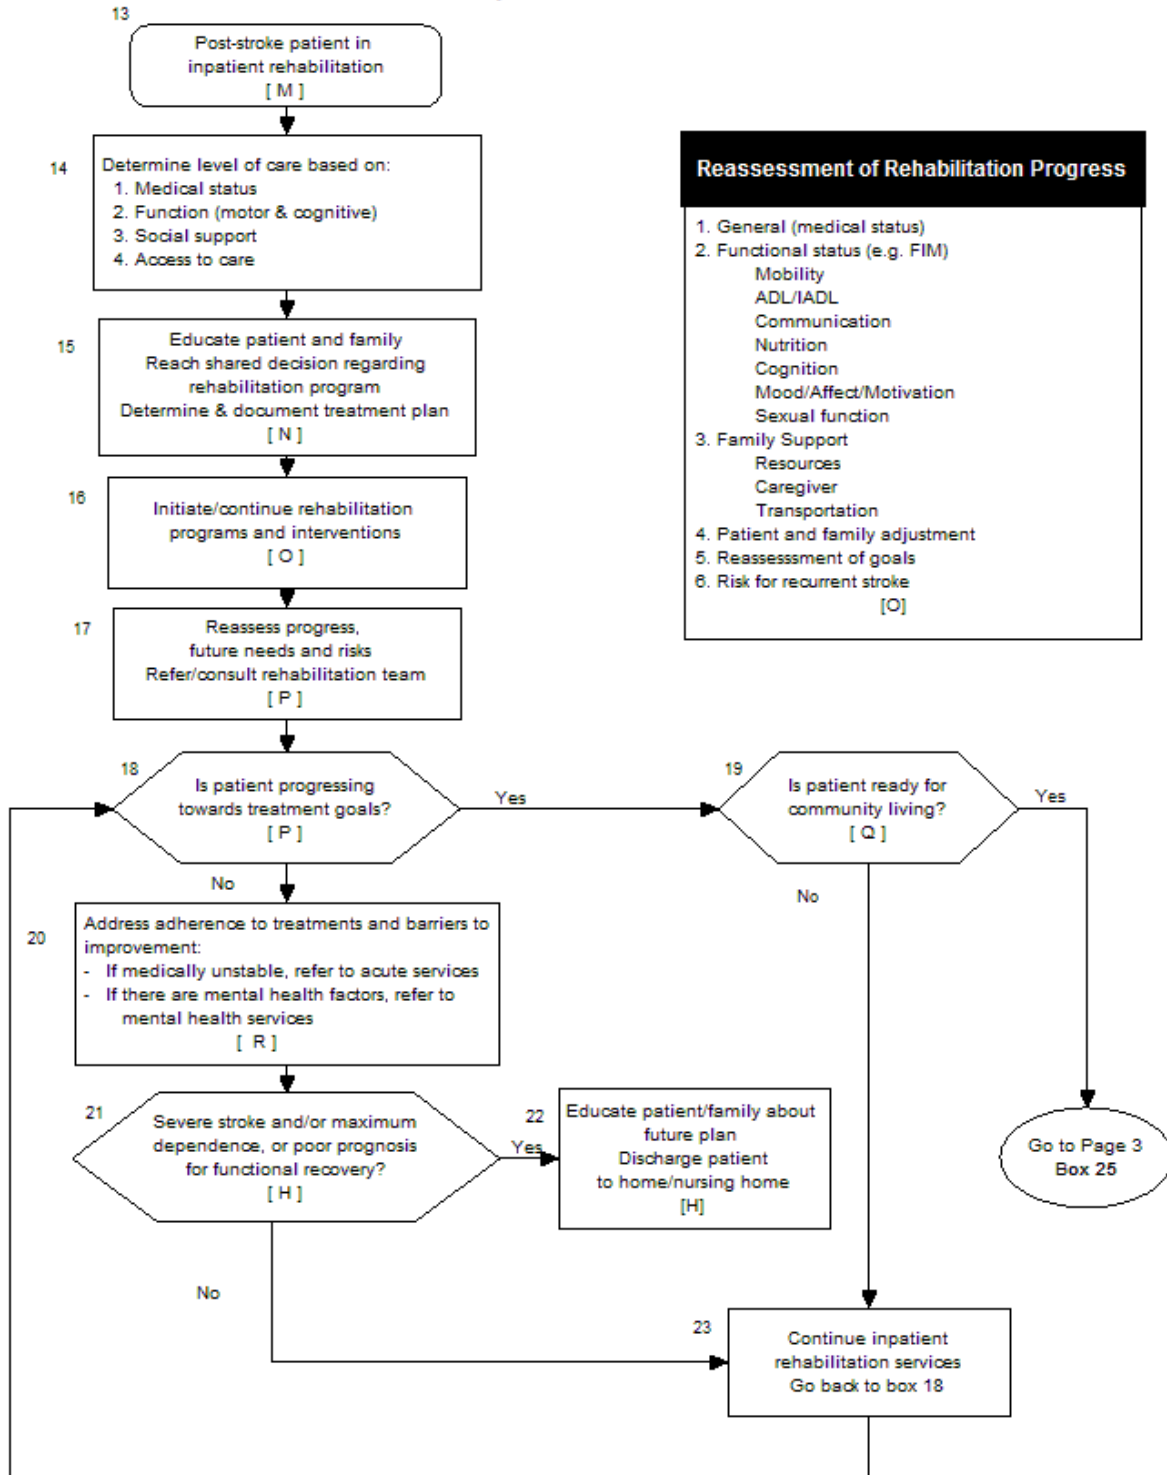 13
Post-stroke patient in
inpatient rehabilitation
[ M ]
14
Determine level of care based on:
1. Medical status
2. Function (motor & cognitive)
3. Social support
4. Access to care
15
Educate patient and family
Reach shared decision regarding
rehabilitation program
Determine & document treatment plan
[ N ]
16
Initiate/continue rehabilitation
programs and interventions
[ O ]
17
Reassess progress,
future needs and risks
Refer/consult rehabilitation team
[ P ]
Reassessment of Rehabilitation Progress
1. General (medical status)
2. Functional status (e.g. FIM)
Mobility
ADL/IADL
Communication
Nutrition
Cognition
Mood/Affect/Motivation
Sexual function
3. Family Support
Resources
Caregiver
Transportation
4. Patient and family adjustment
5. Reassesssment of goals
6. Risk for recurrent stroke
[O]
18
Is patient progressing
towards treatment goals?
[ P ]
Yes
No
19
Is patient ready for
community living?
[ Q ]
Yes
No
20
Address adherence to treatments and barriers to
improvement:
- If medically unstable, refer to acute services
- If there are mental health factors, refer to
mental health services
[ R ]
21
Severe stroke and/or maximum
dependence, or poor prognosis
for functional recovery?
[ H ]
Yes
No
22
Educate patient/family about
future plan
Discharge patient
to home/nursing home
[H]
Go to Page 3
Box 25
23
Continue inpatient
rehabilitation services
Go back to box 18